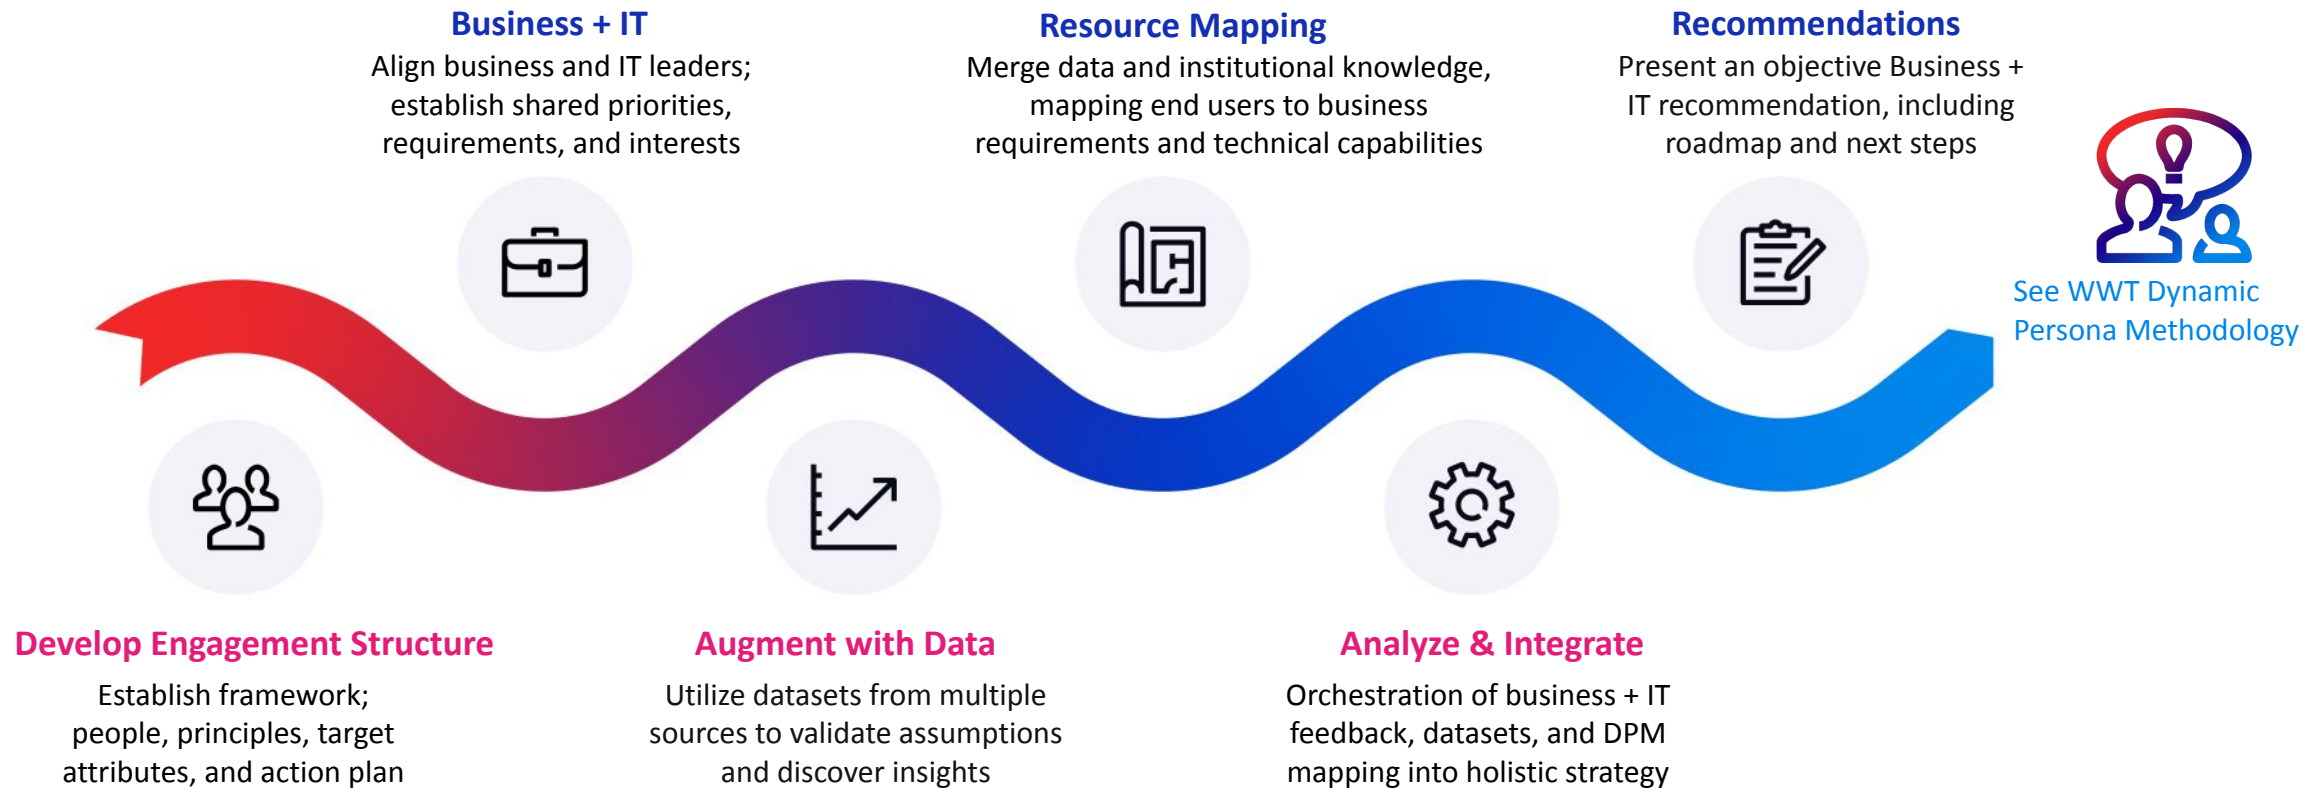 Business + IT
Align business and IT leaders;
establish shared priorities,
requirements, and interests
Resource Mapping
Merge data and institutional knowledge,
mapping end users to business
requirements and technical capabilities
Recommendations
Present an objective Business +
IT recommendation, including
roadmap and next steps
See WWT Dynamic
Persona Methodology
Develop Engagement Structure
Establish framework;
people, principles, target
attributes, and action plan
Augment with Data
Utilize datasets from multiple
sources to validate assumptions
and discover insights
Analyze & Integrate
Orchestration of business + IT
feedback, datasets, and DPM
mapping into holistic strategy